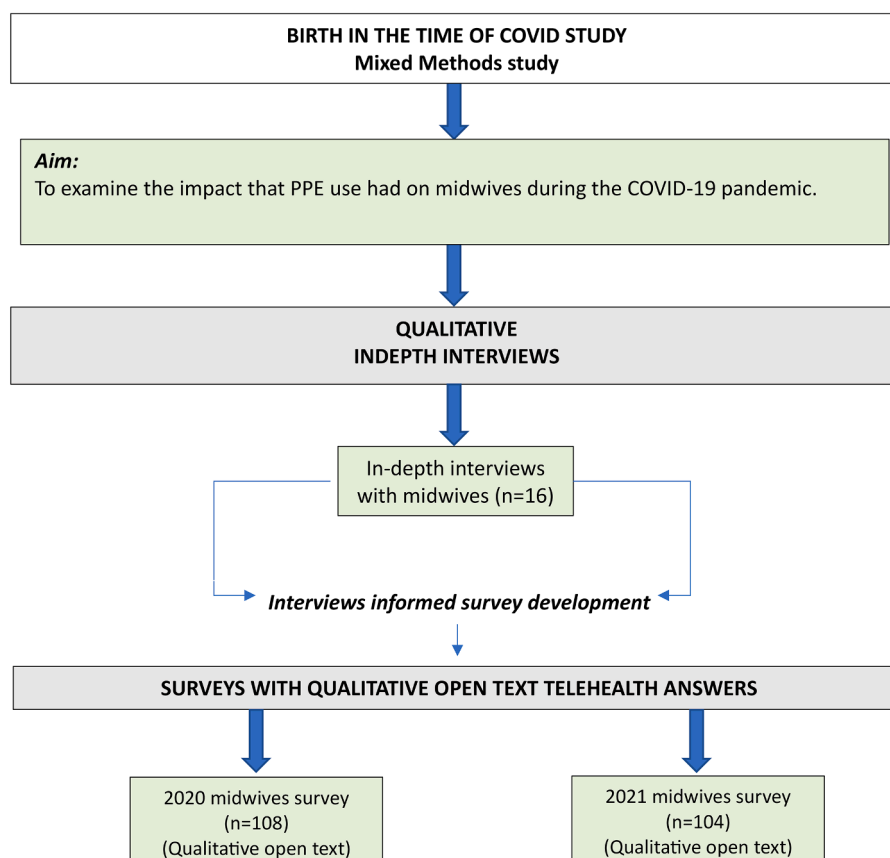 BIRTH IN THE TIME OF COVID STUDY
Mixed Methods study
Aim:
To examine the impact that PPE use had on midwives during the COVID-19 pandemic.
QUALITATIVE
INDEPTH INTERVIEWS
In-depth interviews
with midwives (n=16)
Interviews informed survey development
SURVEYS WITH QUALITATIVE OPEN TEXT TELEHEALTH ANSWERS
2020 midwives survey
(n=108)
(Qualitative open text)
2021 midwives survey
(n=104)
(Qualitative open text)